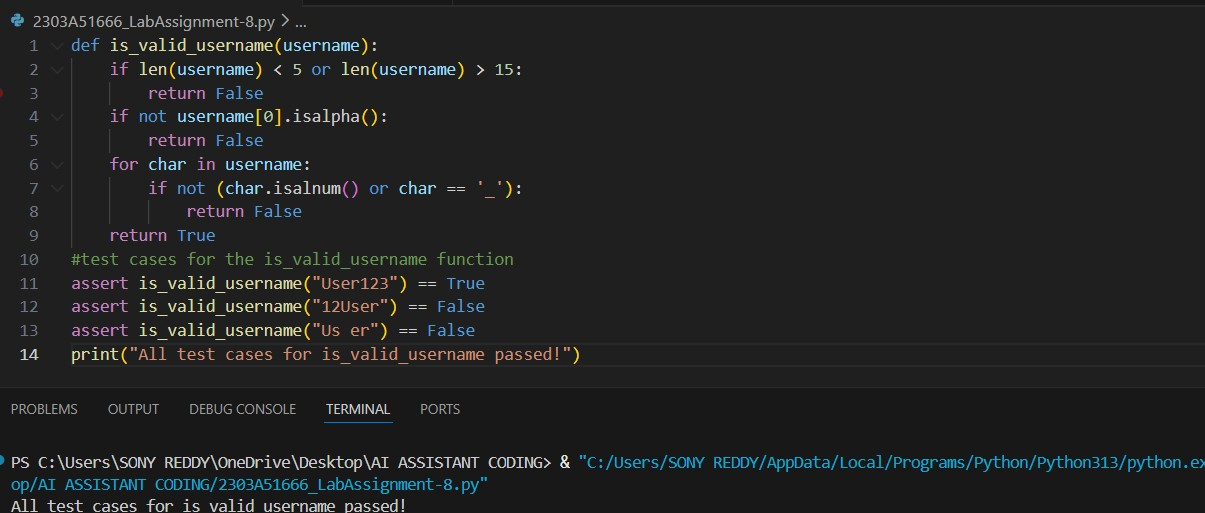 2303A51666_LabAssignment-8.py > ...
1 def is_valid_username(username):
2     if len(username) < 5 or len(username) > 15:
3         return False
4     if not username[0].isalpha():
5         return False
6     for char in username:
7         if not (char.isalnum() or char == '_'):
8             return False
9     return True
10 #test cases for the is_valid_username function
11 assert is_valid_username("User123") == True
12 assert is_valid_username("12User") == False
13 assert is_valid_username("Us er") == False
14 print("All test cases for is_valid_username passed!")
PROBLEMS OUTPUT DEBUG CONSOLE TERMINAL PORTS
PS C:\Users\SONY REDDY\OneDrive\Desktop\AI ASSISTANT CODING> & "C:/Users/SONY REDDY/AppData/Local/Programs/Python/Python313/python.ex
op/AI ASSISTANT CODING/2303A51666_LabAssignment-8.py"
All test cases for is_valid_username passed!